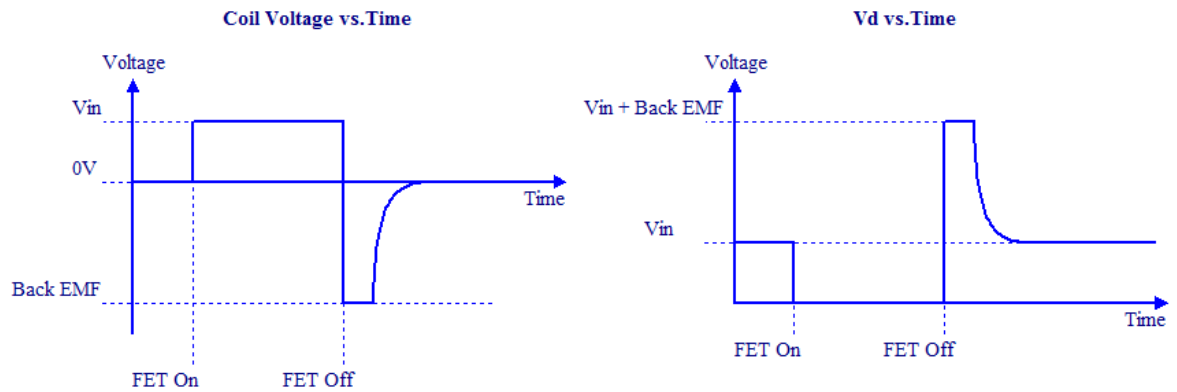 Coil Voltage vs.Time
Voltage
Vin
0V
Time
Back EMF
FET On
FET Off
Vd vs.Time
Voltage
Vin + Back EMF
Vin
Time
FET On
FET Off